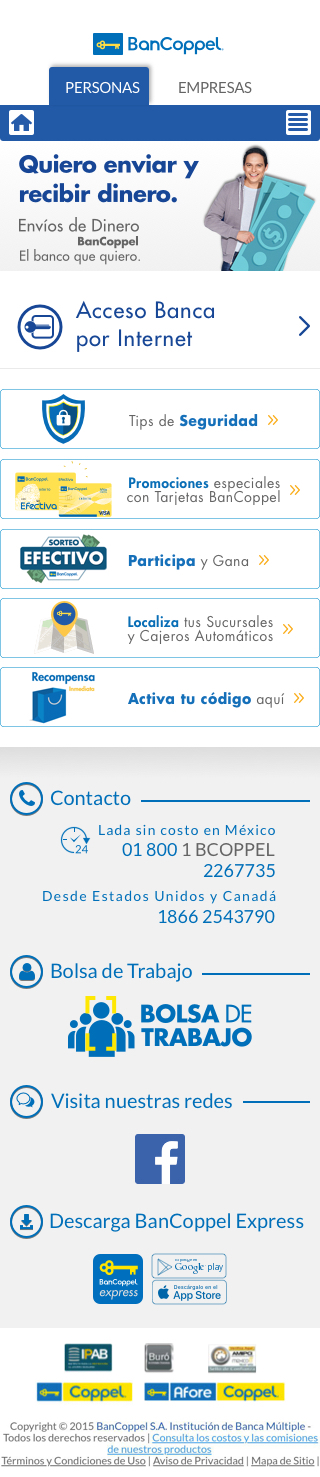 BanCoppel
PERSONAS EMPRESAS
Quiero enviar y
recibir dinero.
Envíos de Dinero
BanCoppel
El banco que quiero.
Acceso Banca
por Internet
Tips de Seguridad »
BanCoppel
Efectiva
VISA
Promociones especiales
con Tarjetas BanCoppel »
SORTEO
EFECTIVO
BanCoppel
Participa y Gana »
Localiza tus Sucursales
y Cajeros Automáticos »
Recompensa
Inmediata
Activa tu código aquí »
Contacto
24
Lada sin costo en México
01 800 1 BCOPPEL
2267735
Desde Estados Unidos y Canadá
1866 2543790
Bolsa de Trabajo
BOLSA DE
TRABAJO
Visita nuestras redes
f
Descarga BanCoppel Express
BanCoppel
express
Google play
Descárgalo en el
App Store
IPAB
Buró
AMIPCI
Coppel
Afore Coppel
Copyright © 2015 BanCoppel S.A. Institución de Banca Múltiple -
Todos los derechos reservados | Consulta los costos y las comisiones
de nuestros productos
Términos y Condiciones de Uso | Aviso de Privacidad | Mapa de Sitio |